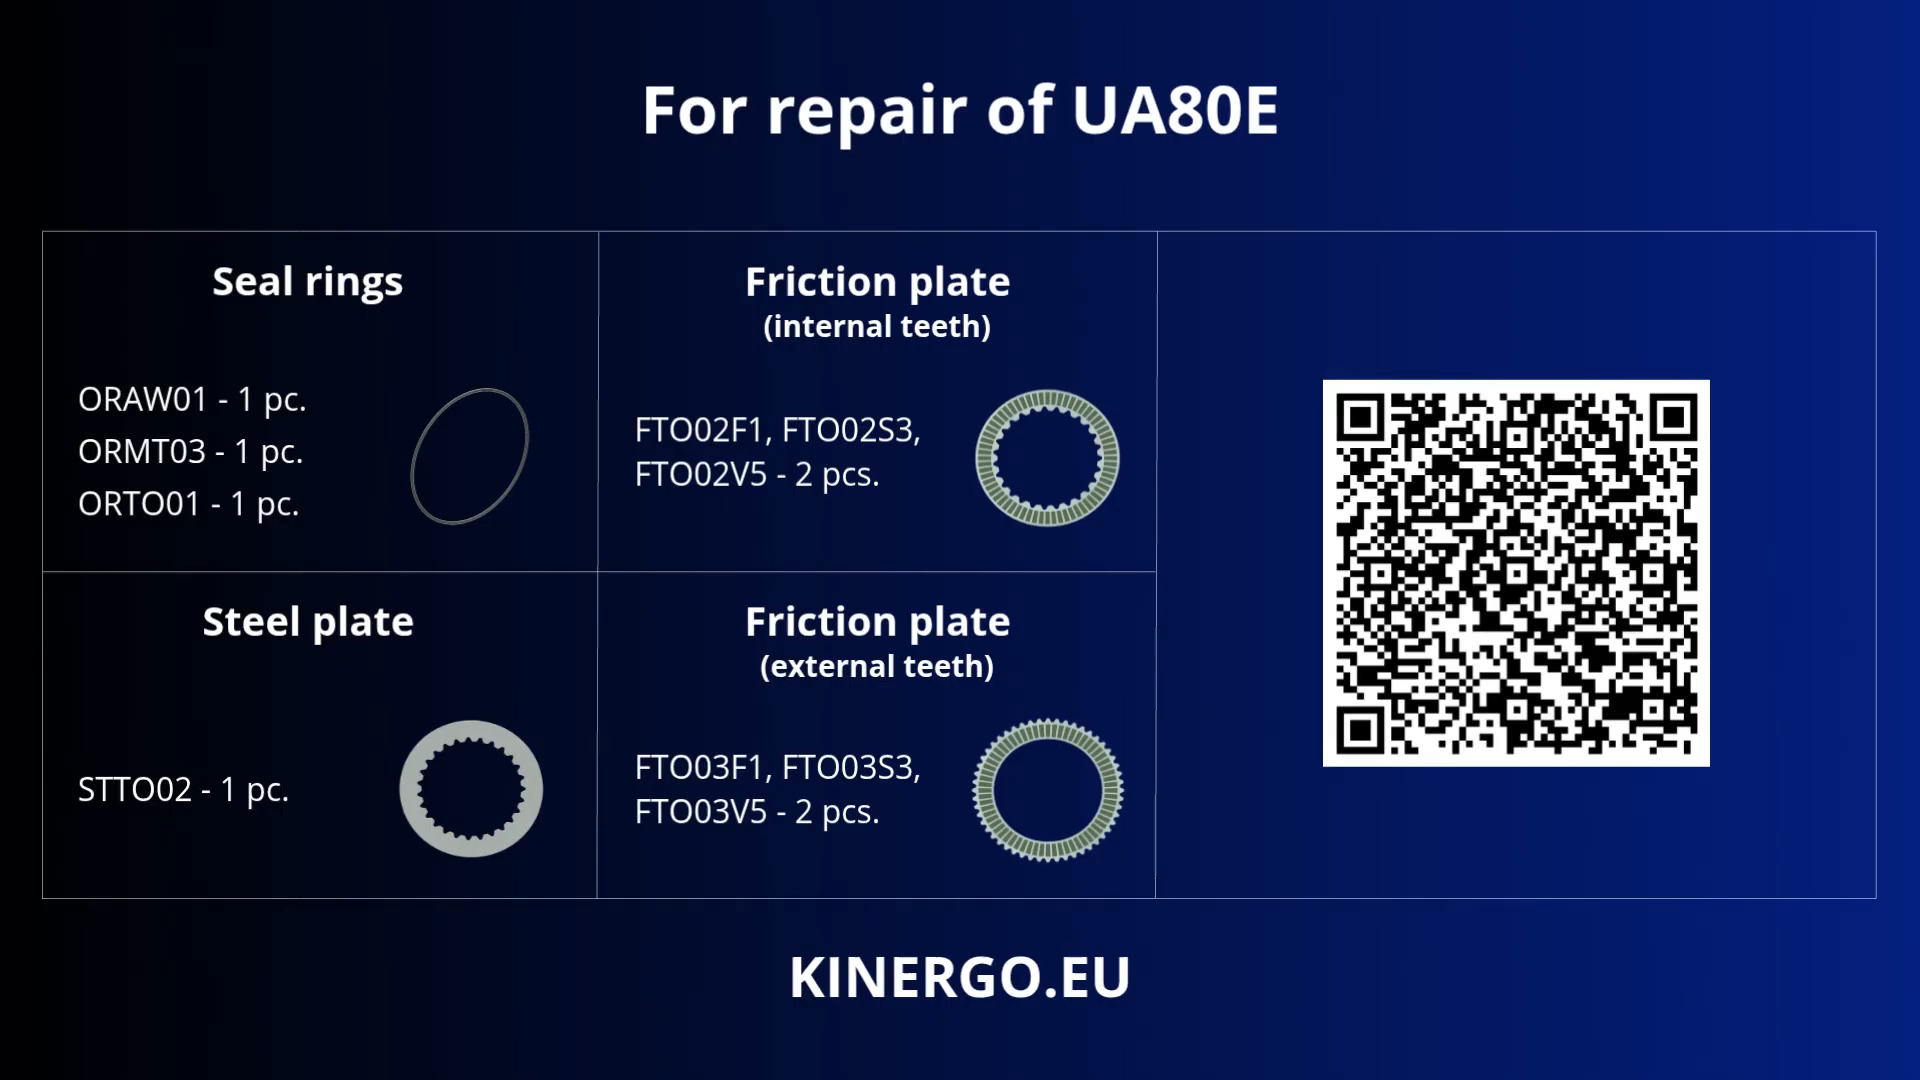 For repair of UA80E
Seal rings
ORAW01 - 1 pc.
ORMT03 - 1 pc.
ORTO01 - 1 pc.
Friction plate
(internal teeth)
FTO02F1, FTO02S3,
FTO02V5 - 2 pcs.
Steel plate
STTO02 - 1 pc.
Friction plate
(external teeth)
FTO03F1, FTO03S3,
FTO03V5 - 2 pcs.
KINERGO.EU